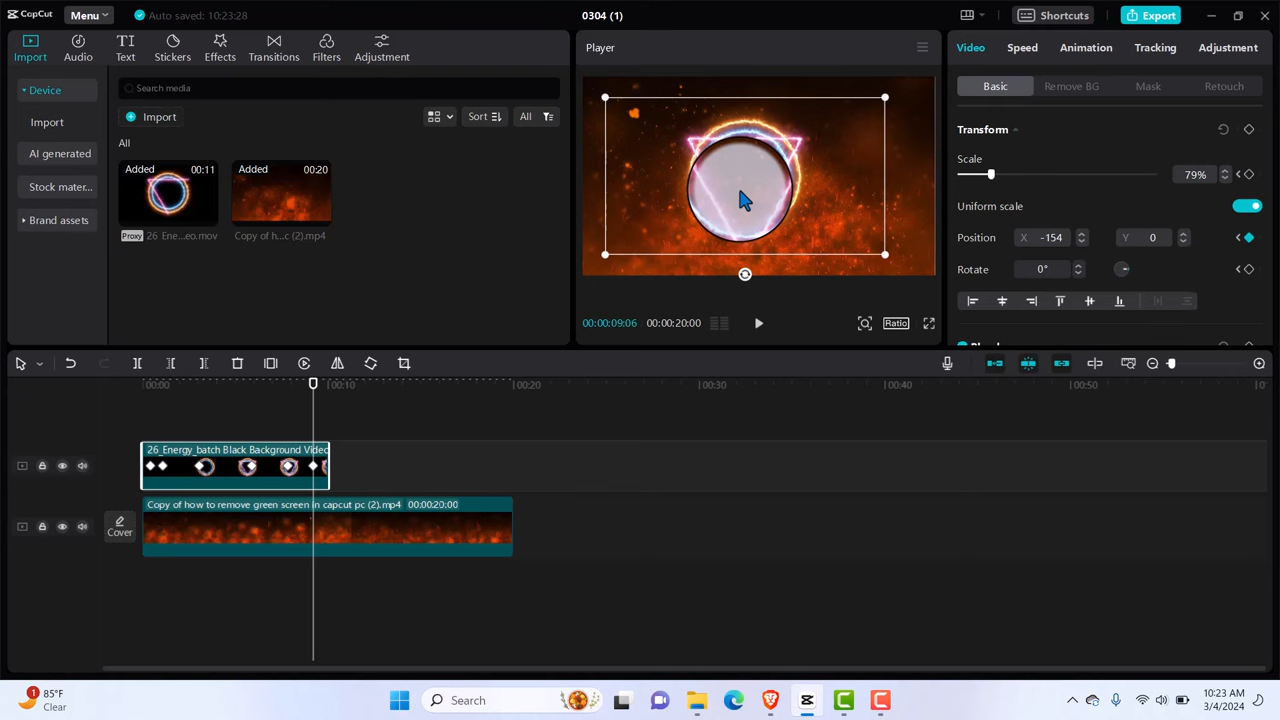 CapCut
Menu
Auto saved: 10:23:28
0304 (1)
Shortcuts
Export
Import
Audio
Text
Stickers
Effects
Transitions
Filters
Adjustment
Player
Video
Speed
Animation
Tracking
Adjustment
Device
Import
AI generated
Stock mater...
Brand assets
Search media
Import
Sort
All
All
Added
00:11
Added
00:20
Proxy
26 Ene...eo.mov
Copy of h...c (2).mp4
00:00:09:06
00:00:20:00
Ratio
Basic
Remove BG
Mask
Retouch
Transform
Scale
79%
Uniform scale
Position
X
-154
Y
0
Rotate
0°
00:00
00:10
00:20
00:30
00:40
00:50
26_Energy_batch Black Background Video
Cover
Copy of how to remove green screen in capcut pc (2).mp4
00:00:20:00
1
85°F
Clear
Search
10:23 AM
3/4/2024